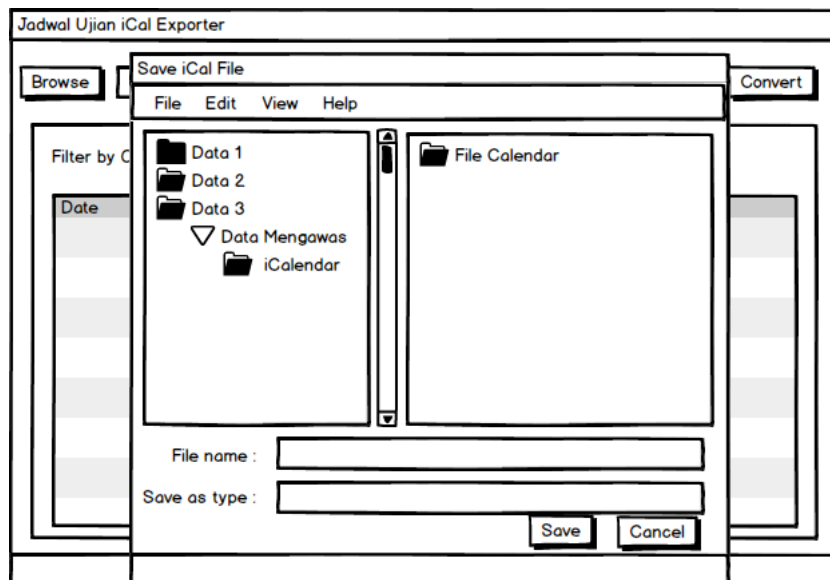 Jadwal Ujian iCal Exporter
Browse
Convert
Save iCal File
File Edit View Help
Filter by
Date
Data 1
Data 2
Data 3
Data Mengawas
iCalendar
File Calendar
File name :
Save as type :
Save
Cancel